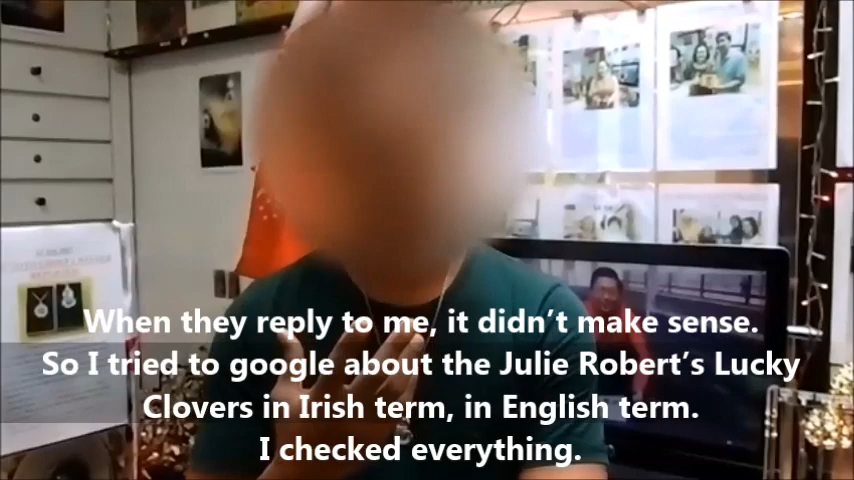 When they reply to me, it didn't make sense.
So I tried to google about the Julie Robert's Lucky
Clovers in Irish term, in English term.
I checked everything.